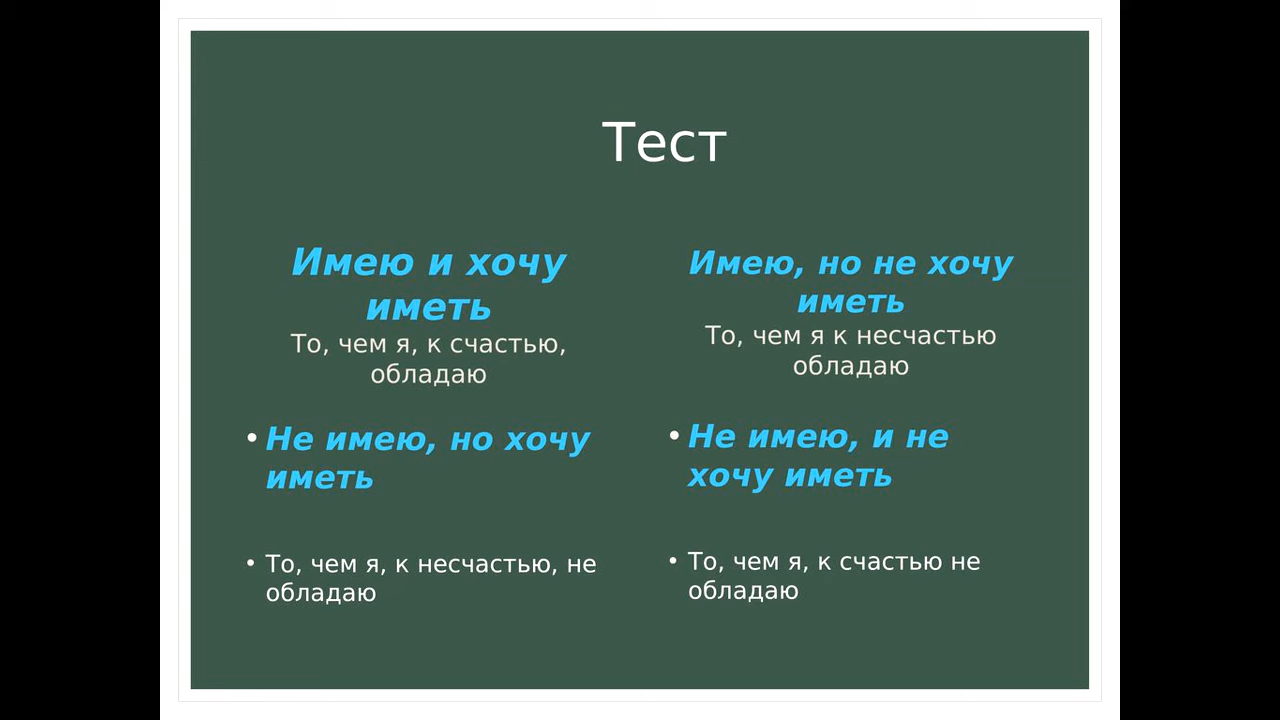 Тест
Имею и хочу
иметь
То, чем я, к счастью,
обладаю
• Не имею, но хочу
иметь
• То, чем я, к несчастью, не
обладаю
Имею, но не хочу
иметь
То, чем я к несчастью
обладаю
• Не имею, и не
хочу иметь
• То, чем я, к счастью не
обладаю